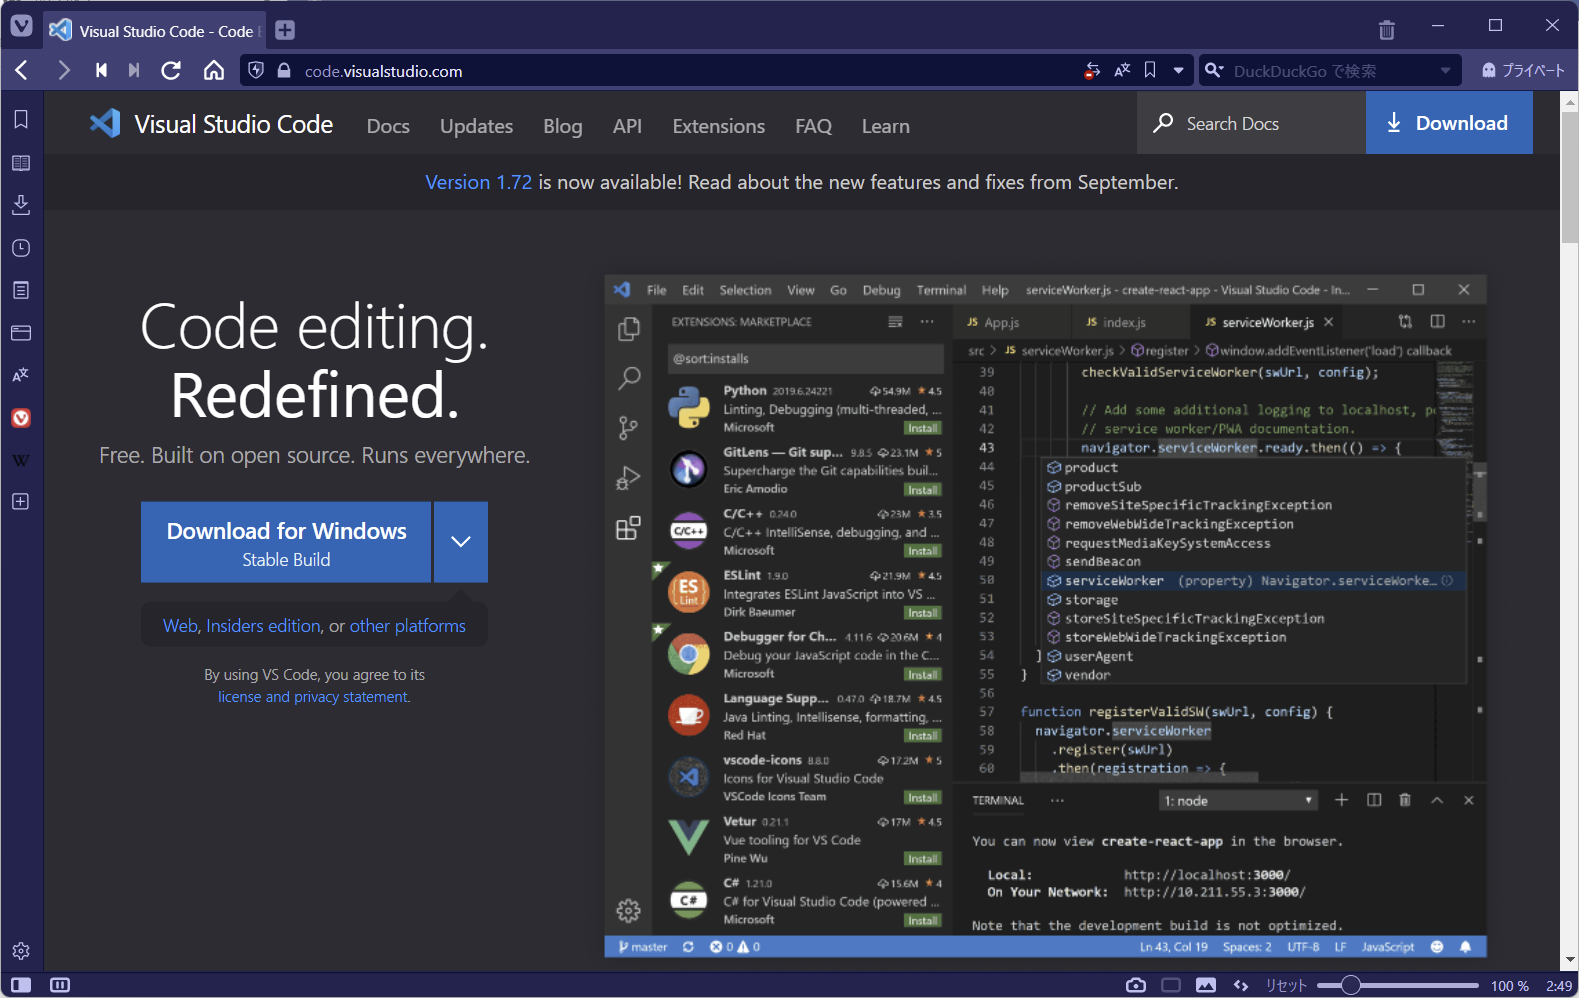 Visual Studio Code - Code E
code.visualstudio.com
DuckDuckGo で検索
プライベート
Visual Studio Code
Docs
Updates
Blog
API
Extensions
FAQ
Learn
Search Docs
Download
Version 1.72 is now available! Read about the new features and fixes from September.
Code editing.
Redefined.
Free. Built on open source. Runs everywhere.
Download for Windows
Stable Build
Web, Insiders edition, or other platforms
By using VS Code, you agree to its
license and privacy statement.
W
File Edit Selection View Go Debug Terminal Help serviceWorker.js - create-react-app - Visual Studio Code - In...
EXTENSIONS: MARKETPLACE
@sort:installs
Python 2019.6.24221 54.9M ★ 4.5
Linting, Debugging (multi-threaded, ...
Microsoft Install
GitLens — Git sup... 9.8.5 23.1M ★ 5
Supercharge the Git capabilities buil...
Eric Amodio Install
C/C++
C/C++ 0.24.0 23M ★ 3.5
C/C++ IntelliSense, debugging, and ...
Microsoft Install
ES Lint
ESLint 1.9.0 21.9M ★ 4.5
Integrates ESLint JavaScript into VS ...
Dirk Baeumer Install
Debugger for Ch... 4.11.6 20.6M ★ 4
Debug your JavaScript code in the C...
Microsoft Install
Language Supp... 0.47.0 18.7M ★ 4.5
Java Linting, Intellisense, formatting, ...
Red Hat Install
vscode-icons 8.8.0 17.2M ★ 5
Icons for Visual Studio Code
VSCode Icons Team Install
Vetur 0.21.1 17M ★ 4.5
Vue tooling for VS Code
Pine Wu Install
C#
C# 1.21.0 15.6M ★ 4
C# for Visual Studio Code (powered ...
Microsoft Install
JS App.js
JS index.js
JS serviceWorker.js
src > JS serviceWorker.js > register > window.addEventListener('load') callback
39 checkValidServiceWorker(swUrl, config);
40
41 // Add some additional logging to localhost, po
42 // service worker/PWA documentation.
43 navigator.serviceWorker.ready.then(() => {
44 product
45 productSub
46 removeSiteSpecificTrackingException
47 removeWebWideTrackingException
48 requestMediaKeySystemAccess
49 sendBeacon
50 serviceWorker (property) Navigator.serviceWorke...
51 storage
52 storeSiteSpecificTrackingException
53 storeWebWideTrackingException
54 } userAgent
55 } vendor
56
57 function registerValidSW(swUrl, config) {
58 navigator.serviceWorker
59 .register(swUrl)
60 .then(registration => {
TERMINAL ... 1: node
You can now view create-react-app in the browser.
Local: http://localhost:3000/
On Your Network: http://10.211.55.3:3000/
Note that the development build is not optimized.
master 0 0 Ln 43, Col 19 Spaces: 2 UTF-8 LF JavaScript
リセット 100 % 2:49